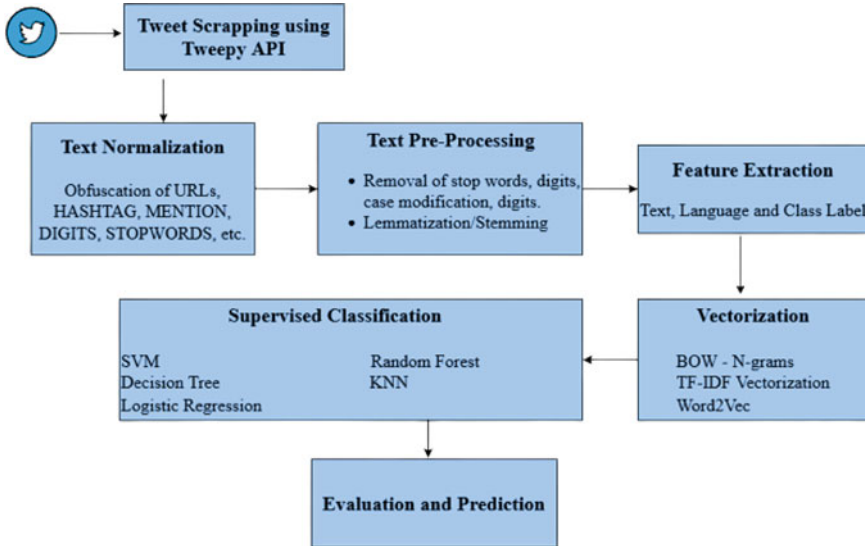 Tweet Scrapping using
Tweepy API
Text Normalization
Obfuscation of URLs,
HASHTAG, MENTION,
DIGITS, STOPWORDS, etc.
Text Pre-Processing
• Removal of stop words, digits,
case modification, digits.
• Lemmatization/Stemming
Feature Extraction
Text, Language and Class Label
Vectorization
BOW - N-grams
TF-IDF Vectorization
Word2Vec
Supervised Classification
SVM
Decision Tree
Logistic Regression
Random Forest
KNN
Evaluation and Prediction